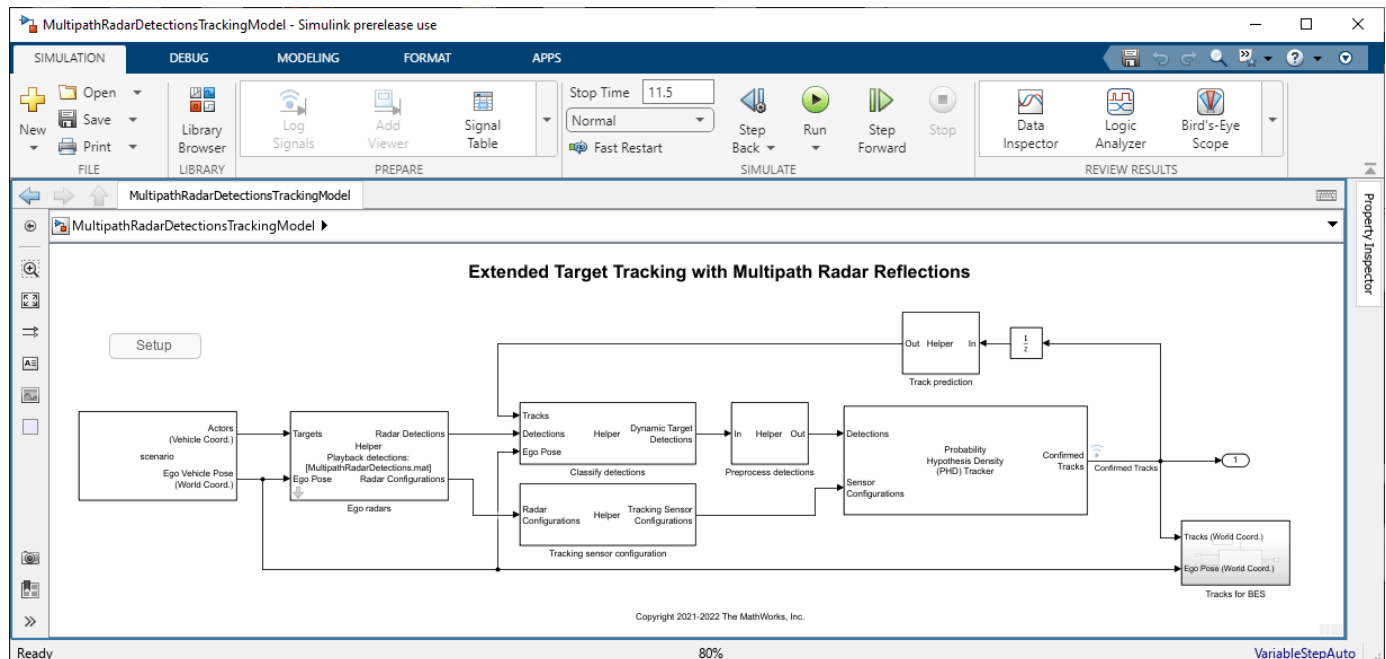 MultipathRadarDetectionsTrackingModel - Simulink prerelease use
SIMULATION DEBUG MODELING FORMAT APPS
New
Open
Save
Print
FILE
Library
Browser
LIBRARY
Log
Signals
Add
Viewer
Signal
Table
PREPARE
Stop Time 11.5
Normal
Fast Restart
Step
Back
Run
Step
Forward
Stop
SIMULATE
Data
Inspector
Logic
Analyzer
Bird's-Eye
Scope
REVIEW RESULTS
MultipathRadarDetectionsTrackingModel
MultipathRadarDetectionsTrackingModel
Property Inspector
Extended Target Tracking with Multipath Radar Reflections
Setup
Out Helper In
1
z
Track prediction
Actors
(Vehicle Coord.)
scenario
Ego Vehicle Pose
(World Coord.)
Targets
Radar Detections
Helper
Playback detections:
[MultipathRadarDetections.mat]
Ego Pose
Radar Configurations
Ego radars
Tracks
Detections
Ego Pose
Helper
Dynamic Target
Detections
Classify detections
In Helper Out
Preprocess detections
Radar
Configurations
Helper
Tracking Sensor
Configurations
Tracking sensor configuration
Detections
Sensor
Configurations
Probability
Hypothesis Density
(PHD) Tracker
Confirmed
Tracks
Confirmed Tracks
1
Tracks (World Coord.)
Ego Pose (World Coord.)
Tracks for BES
Copyright 2021-2022 The MathWorks, Inc.
Ready
80%
VariableStepAuto